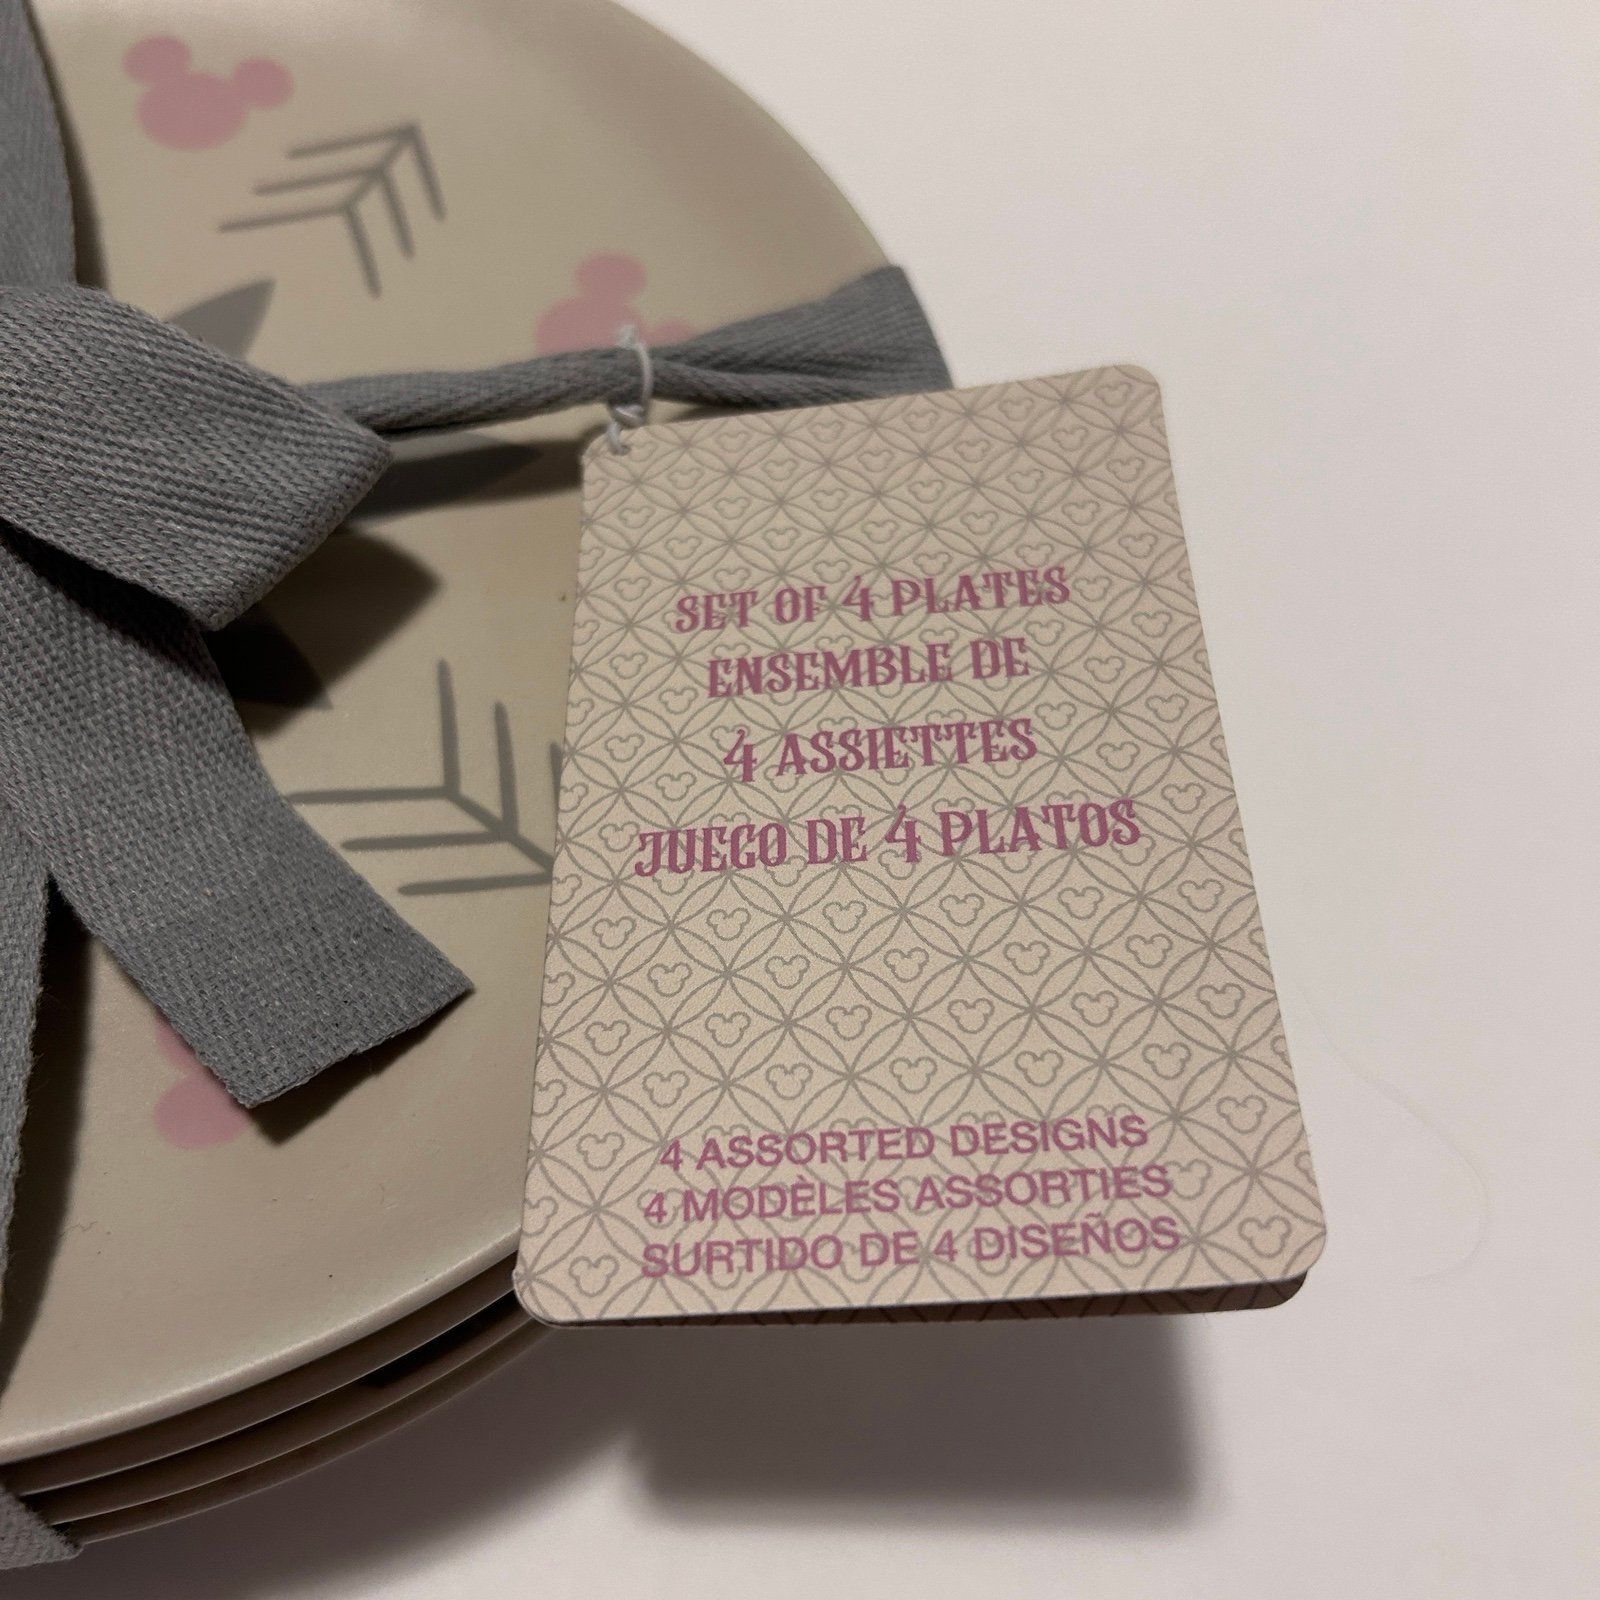 SET OF 4 PLATES
ENSEMBLE DE
4 ASSIETTES
JUEGO DE 4 PLATOS
4 ASSORTED DESIGNS
4 MODÈLES ASSORTIES
SURTIDO DE 4 DISEÑOS